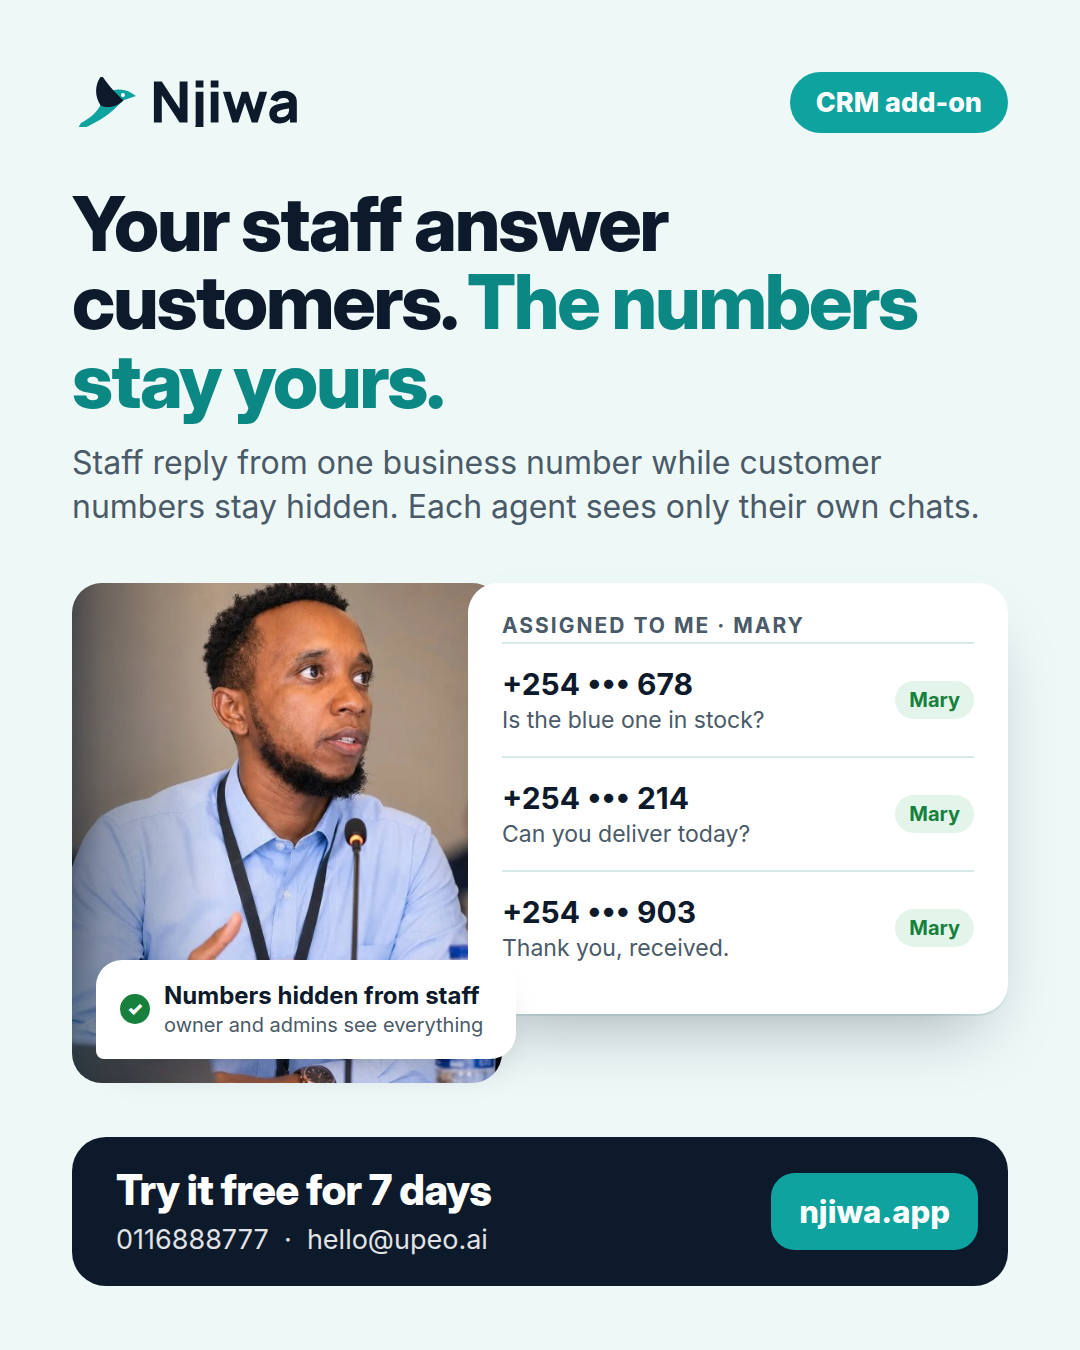 Njiwa
CRM add-on
Your staff answer
customers. The numbers
stay yours.
Staff reply from one business number while customer
numbers stay hidden. Each agent sees only their own chats.
ASSIGNED TO ME · MARY
+254 ••• 678
Is the blue one in stock?
Mary
+254 ••• 214
Can you deliver today?
Mary
+254 ••• 903
Thank you, received.
Mary
Numbers hidden from staff
owner and admins see everything
Try it free for 7 days
0116888777 · hello@upeo.ai
njiwa.app